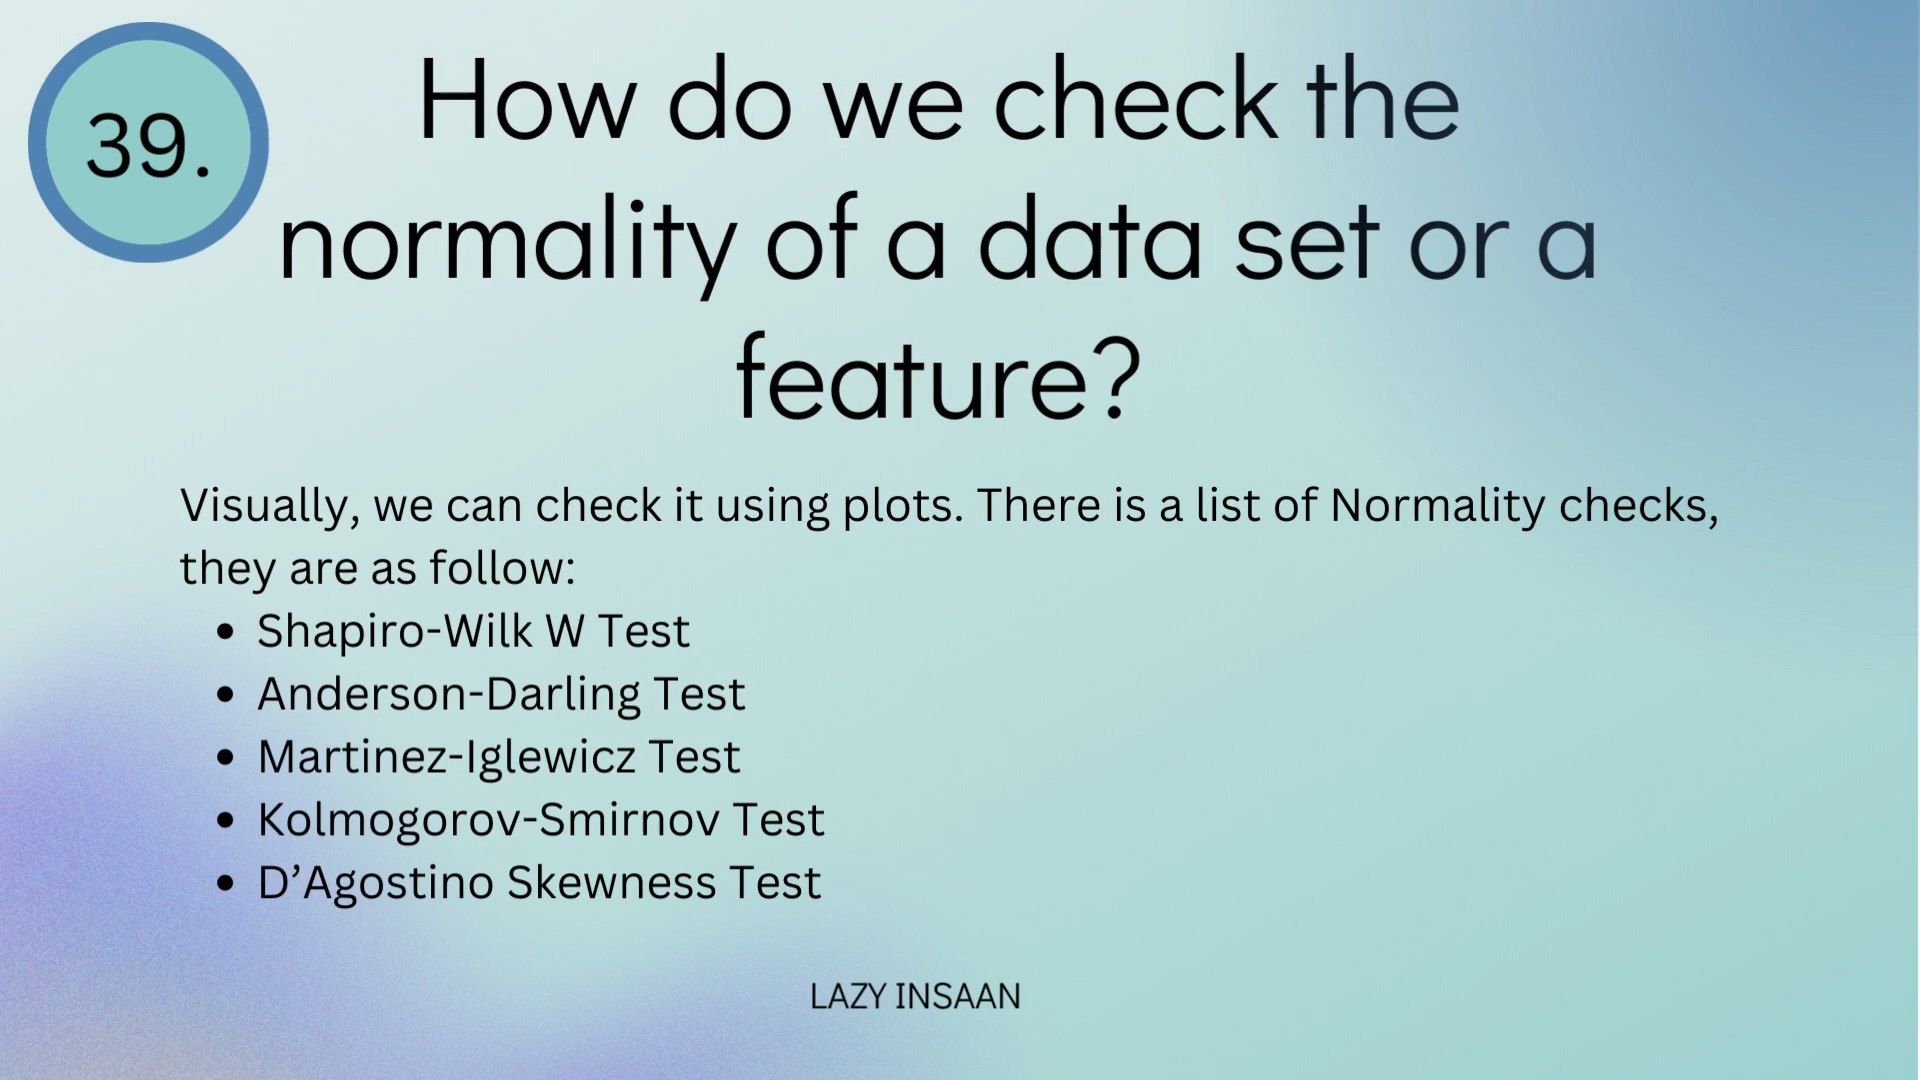 39.
How do we check the
normality of a data set or a
feature?
Visually, we can check it using plots. There is a list of Normality checks,
they are as follow:
• Shapiro-Wilk W Test
• Anderson-Darling Test
• Martinez-Iglewicz Test
• Kolmogorov-Smirnov Test
• D’Agostino Skewness Test
LAZY INSAAN